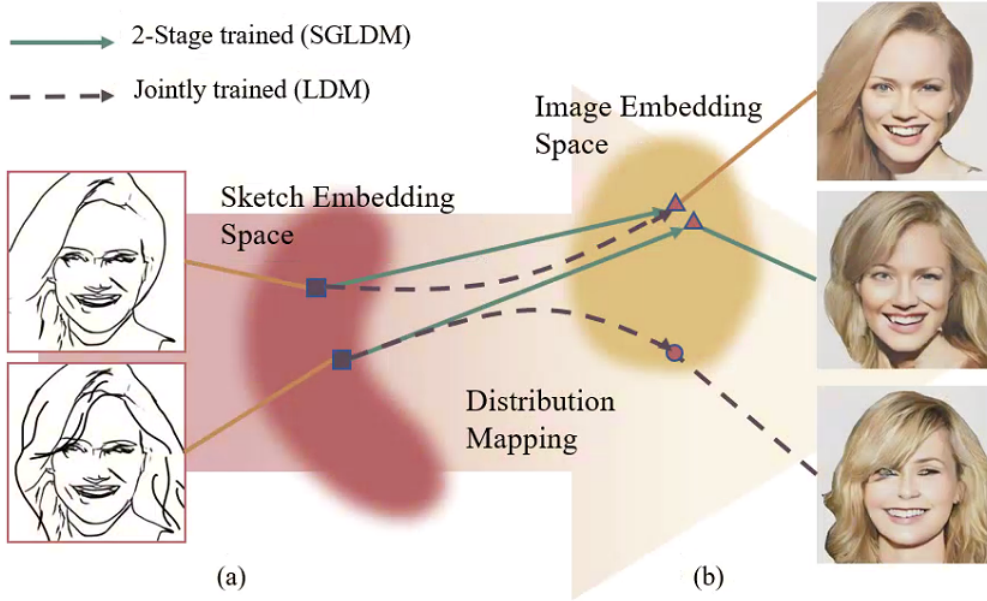 2-Stage trained (SGLDM)
Jointly trained (LDM)
Image Embedding
Space
Sketch Embedding
Space
Distribution
Mapping
(a)
(b)